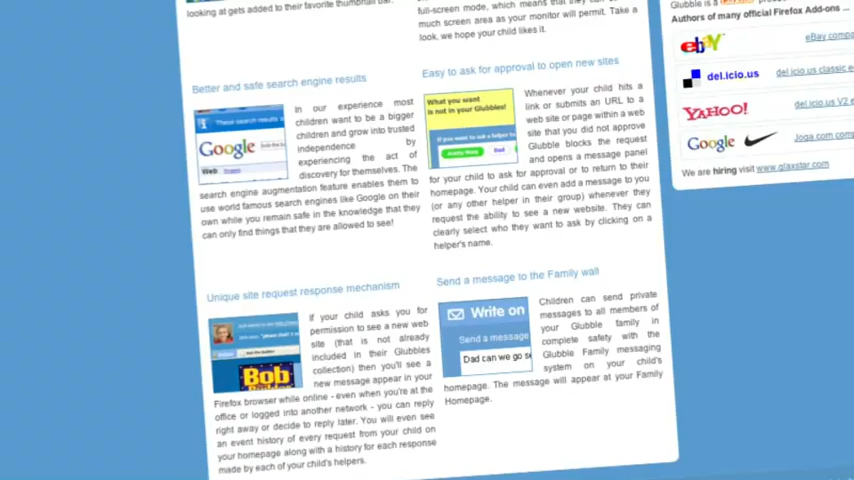 looking at gets added to their favorite thumbnail bar.
full-screen mode, which means that they can
much screen area as your monitor will permit. Take a
look, we hope your child likes it.
Better and safe search engine results
In our experience most
children want to be a bigger
children and grow into trusted
independence by
experiencing the act of
discovery for themselves. The
search engine augmentation feature enables them to
use world famous search engines like Google on their
own while you remain safe in the knowledge that they
can only find things that they are allowed to see!
These search results
Google
Web
Easy to ask for approval to open new sites
What you want
is not in your Glubbles!
If you want to ask a helper to
Dad
Whenever your child hits a
link or submits an URL to a
web site or page within a web
site that you did not approve
Glubble blocks the request
and opens a message panel
for your child to ask for approval or to return to their
homepage. Your child can even add a message to you
(or any other helper in their group) whenever they
request the ability to see a new website. They can
clearly select who they want to ask by clicking on a
helper's name.
Unique site request response mechanism
If your child asks you for
permission to see a new web
site (that is not already
included in their Glubbles
collection) then you'll see a
new message appear in your
Firefox browser while online - even when you're at the
office or logged into another network - you can reply
right away or decide to reply later. You will even see
an event history of every request from your child on
your homepage along with a history for each response
made by each of your child's helpers.
Bob
Send a message to the Family wall
Write on
Send a message
Dad can we go s
Children can send private
messages to all members of
your Glubble family in
complete safety with the
Glubble Family messaging
system on your child's
homepage. The message will appear at your Family
Homepage.
Glubble is a
Authors of many official Firefox Add-ons ...
ebY
eBay compa
del.icio.us
del.icio.us classic e
del.icio.us V2 e
YAHOO!
Google
Joga.com comp
We are hiring visit www.glaxstar.com